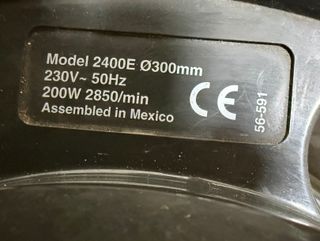 Model 2400E Ø300mm
230V~ 50Hz
200W 2850/min
Assembled in Mexico
CE
56-591